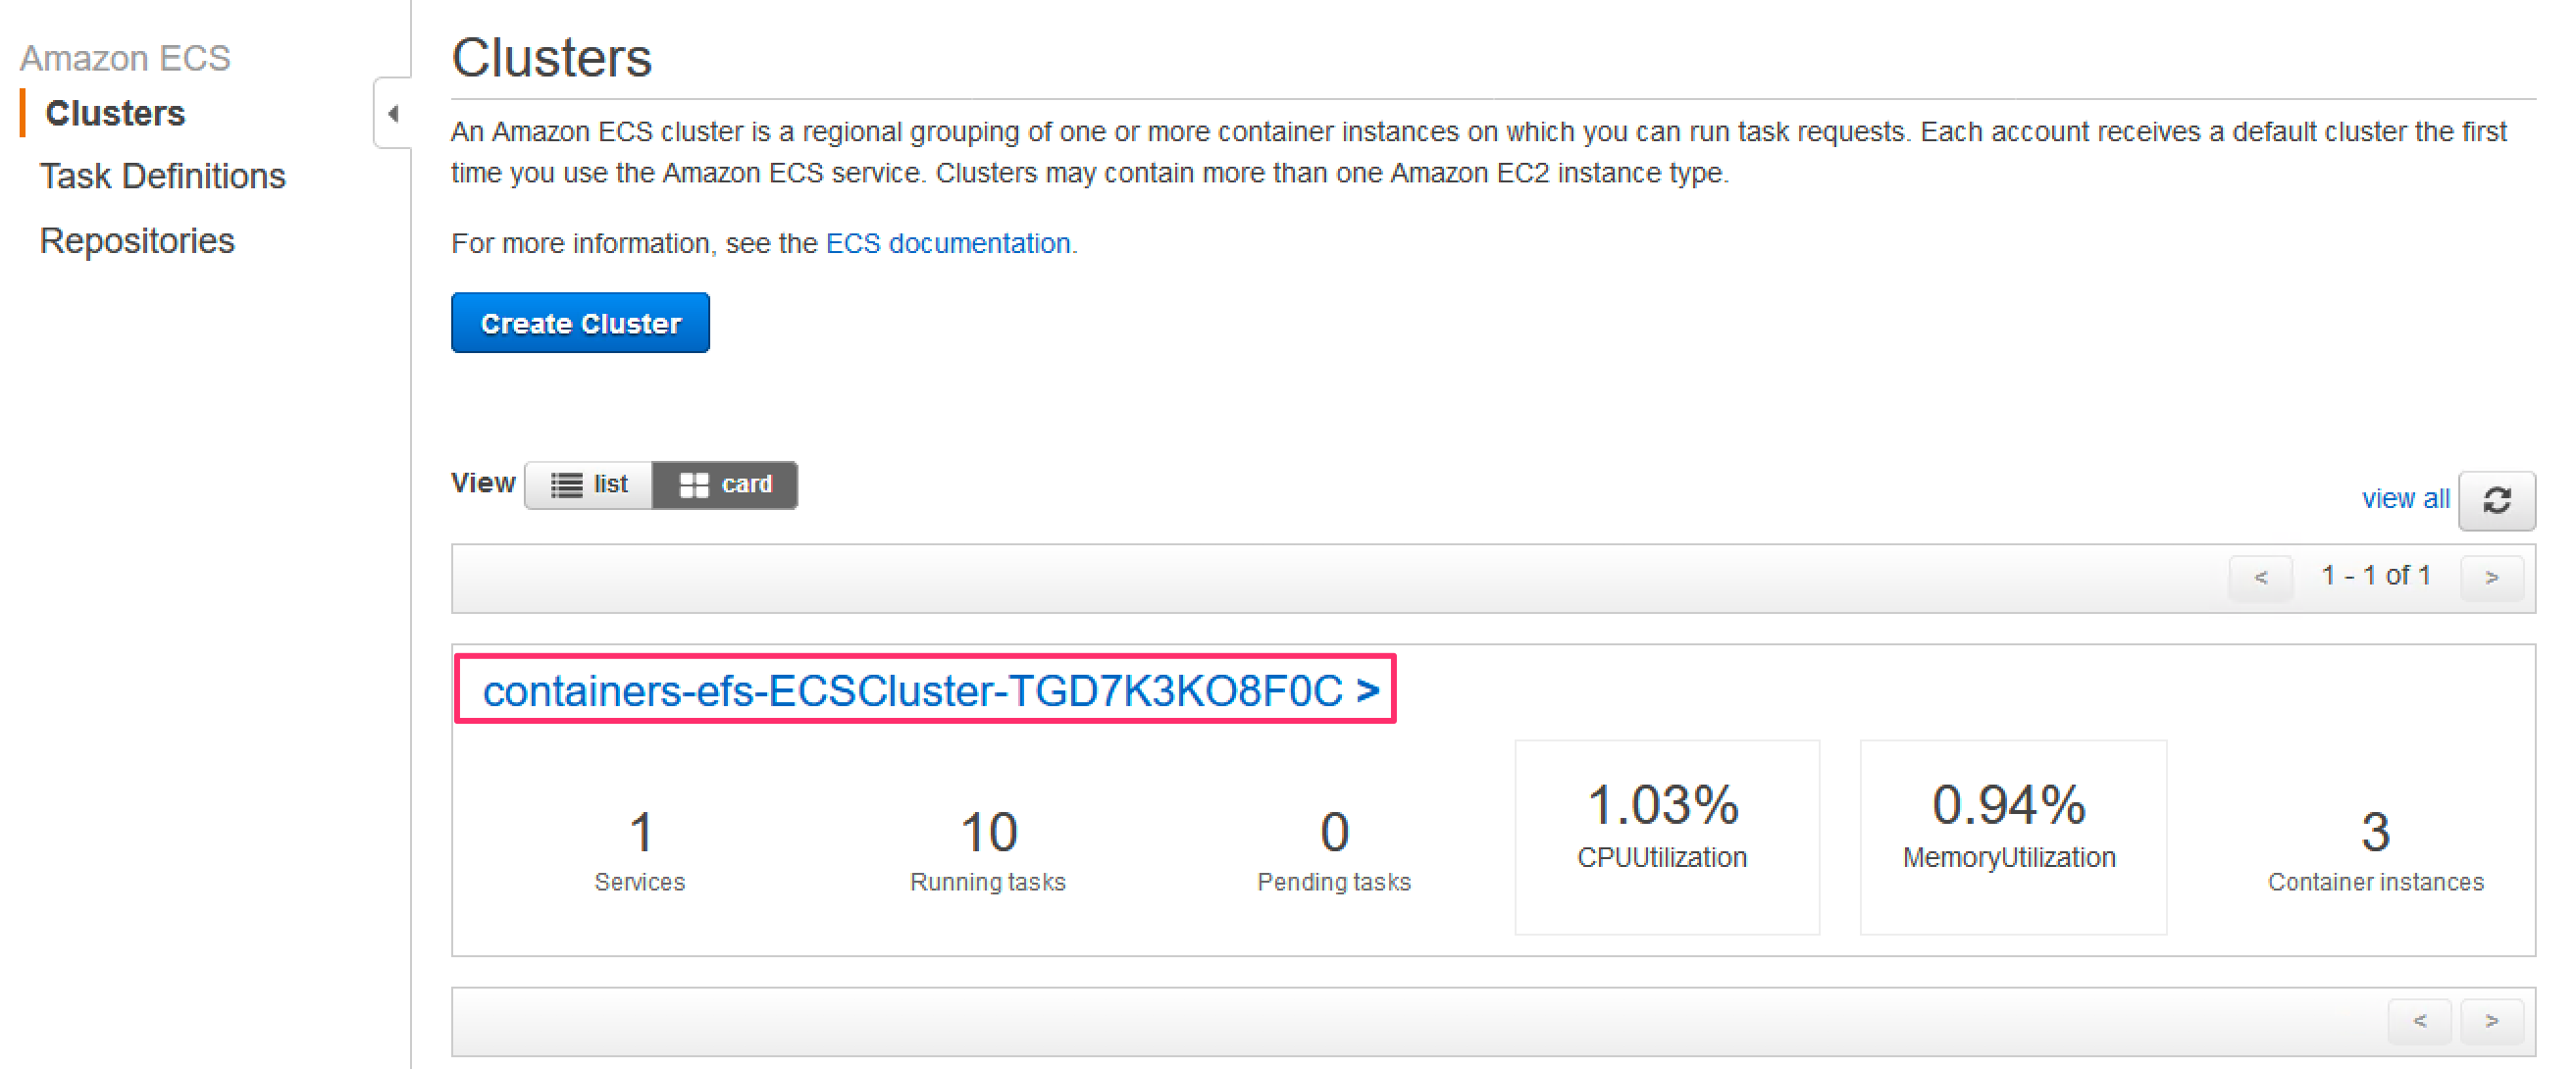 Amazon ECS
Clusters
Task Definitions
Repositories
Clusters
An Amazon ECS cluster is a regional grouping of one or more container instances on which you can run task requests. Each account receives a default cluster the first
time you use the Amazon ECS service. Clusters may contain more than one Amazon EC2 instance type.
For more information, see the ECS documentation.
Create Cluster
View list card
view all
< 1 - 1 of 1 >
containers-efs-ECSCluster-TGD7K3KO8F0C >
1 10 0 1.03% 0.94% 3
Services Running tasks Pending tasks CPUUtilization MemoryUtilization Container instances
< >